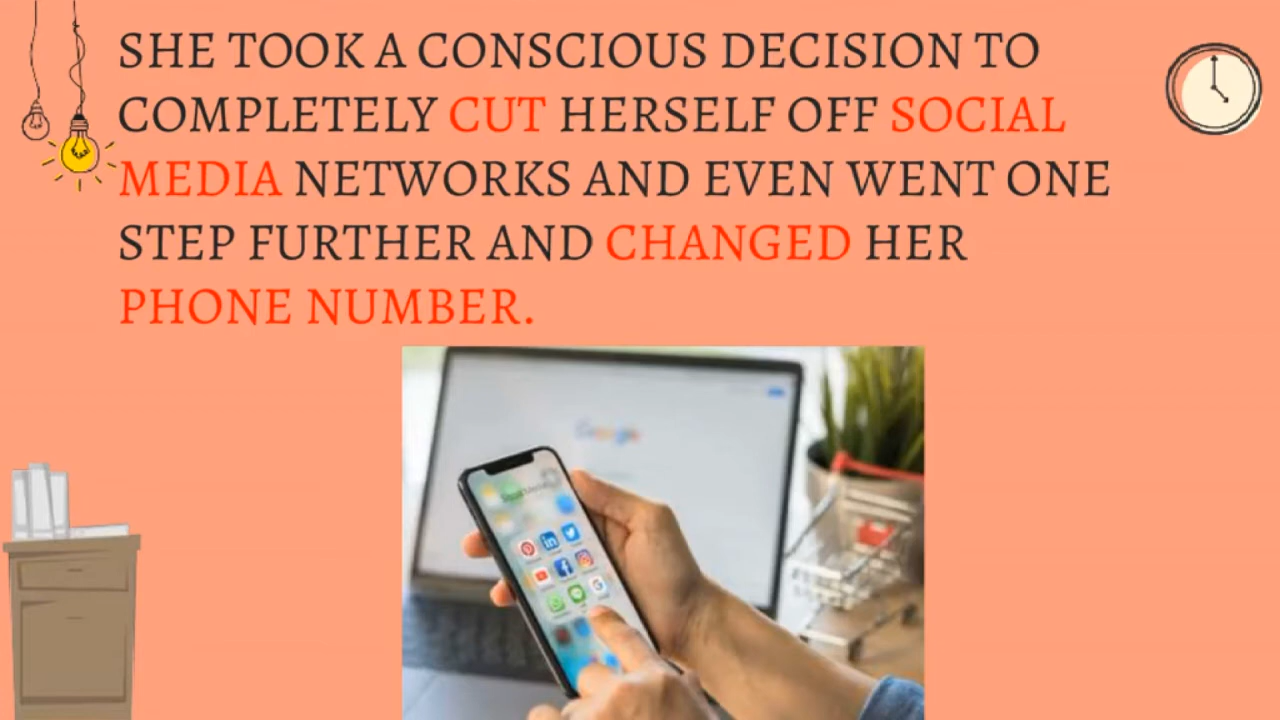 SHE TOOK A CONSCIOUS DECISION TO
COMPLETELY CUT HERSELF OFF SOCIAL
MEDIA NETWORKS AND EVEN WENT ONE
STEP FURTHER AND CHANGED HER
PHONE NUMBER.
Google